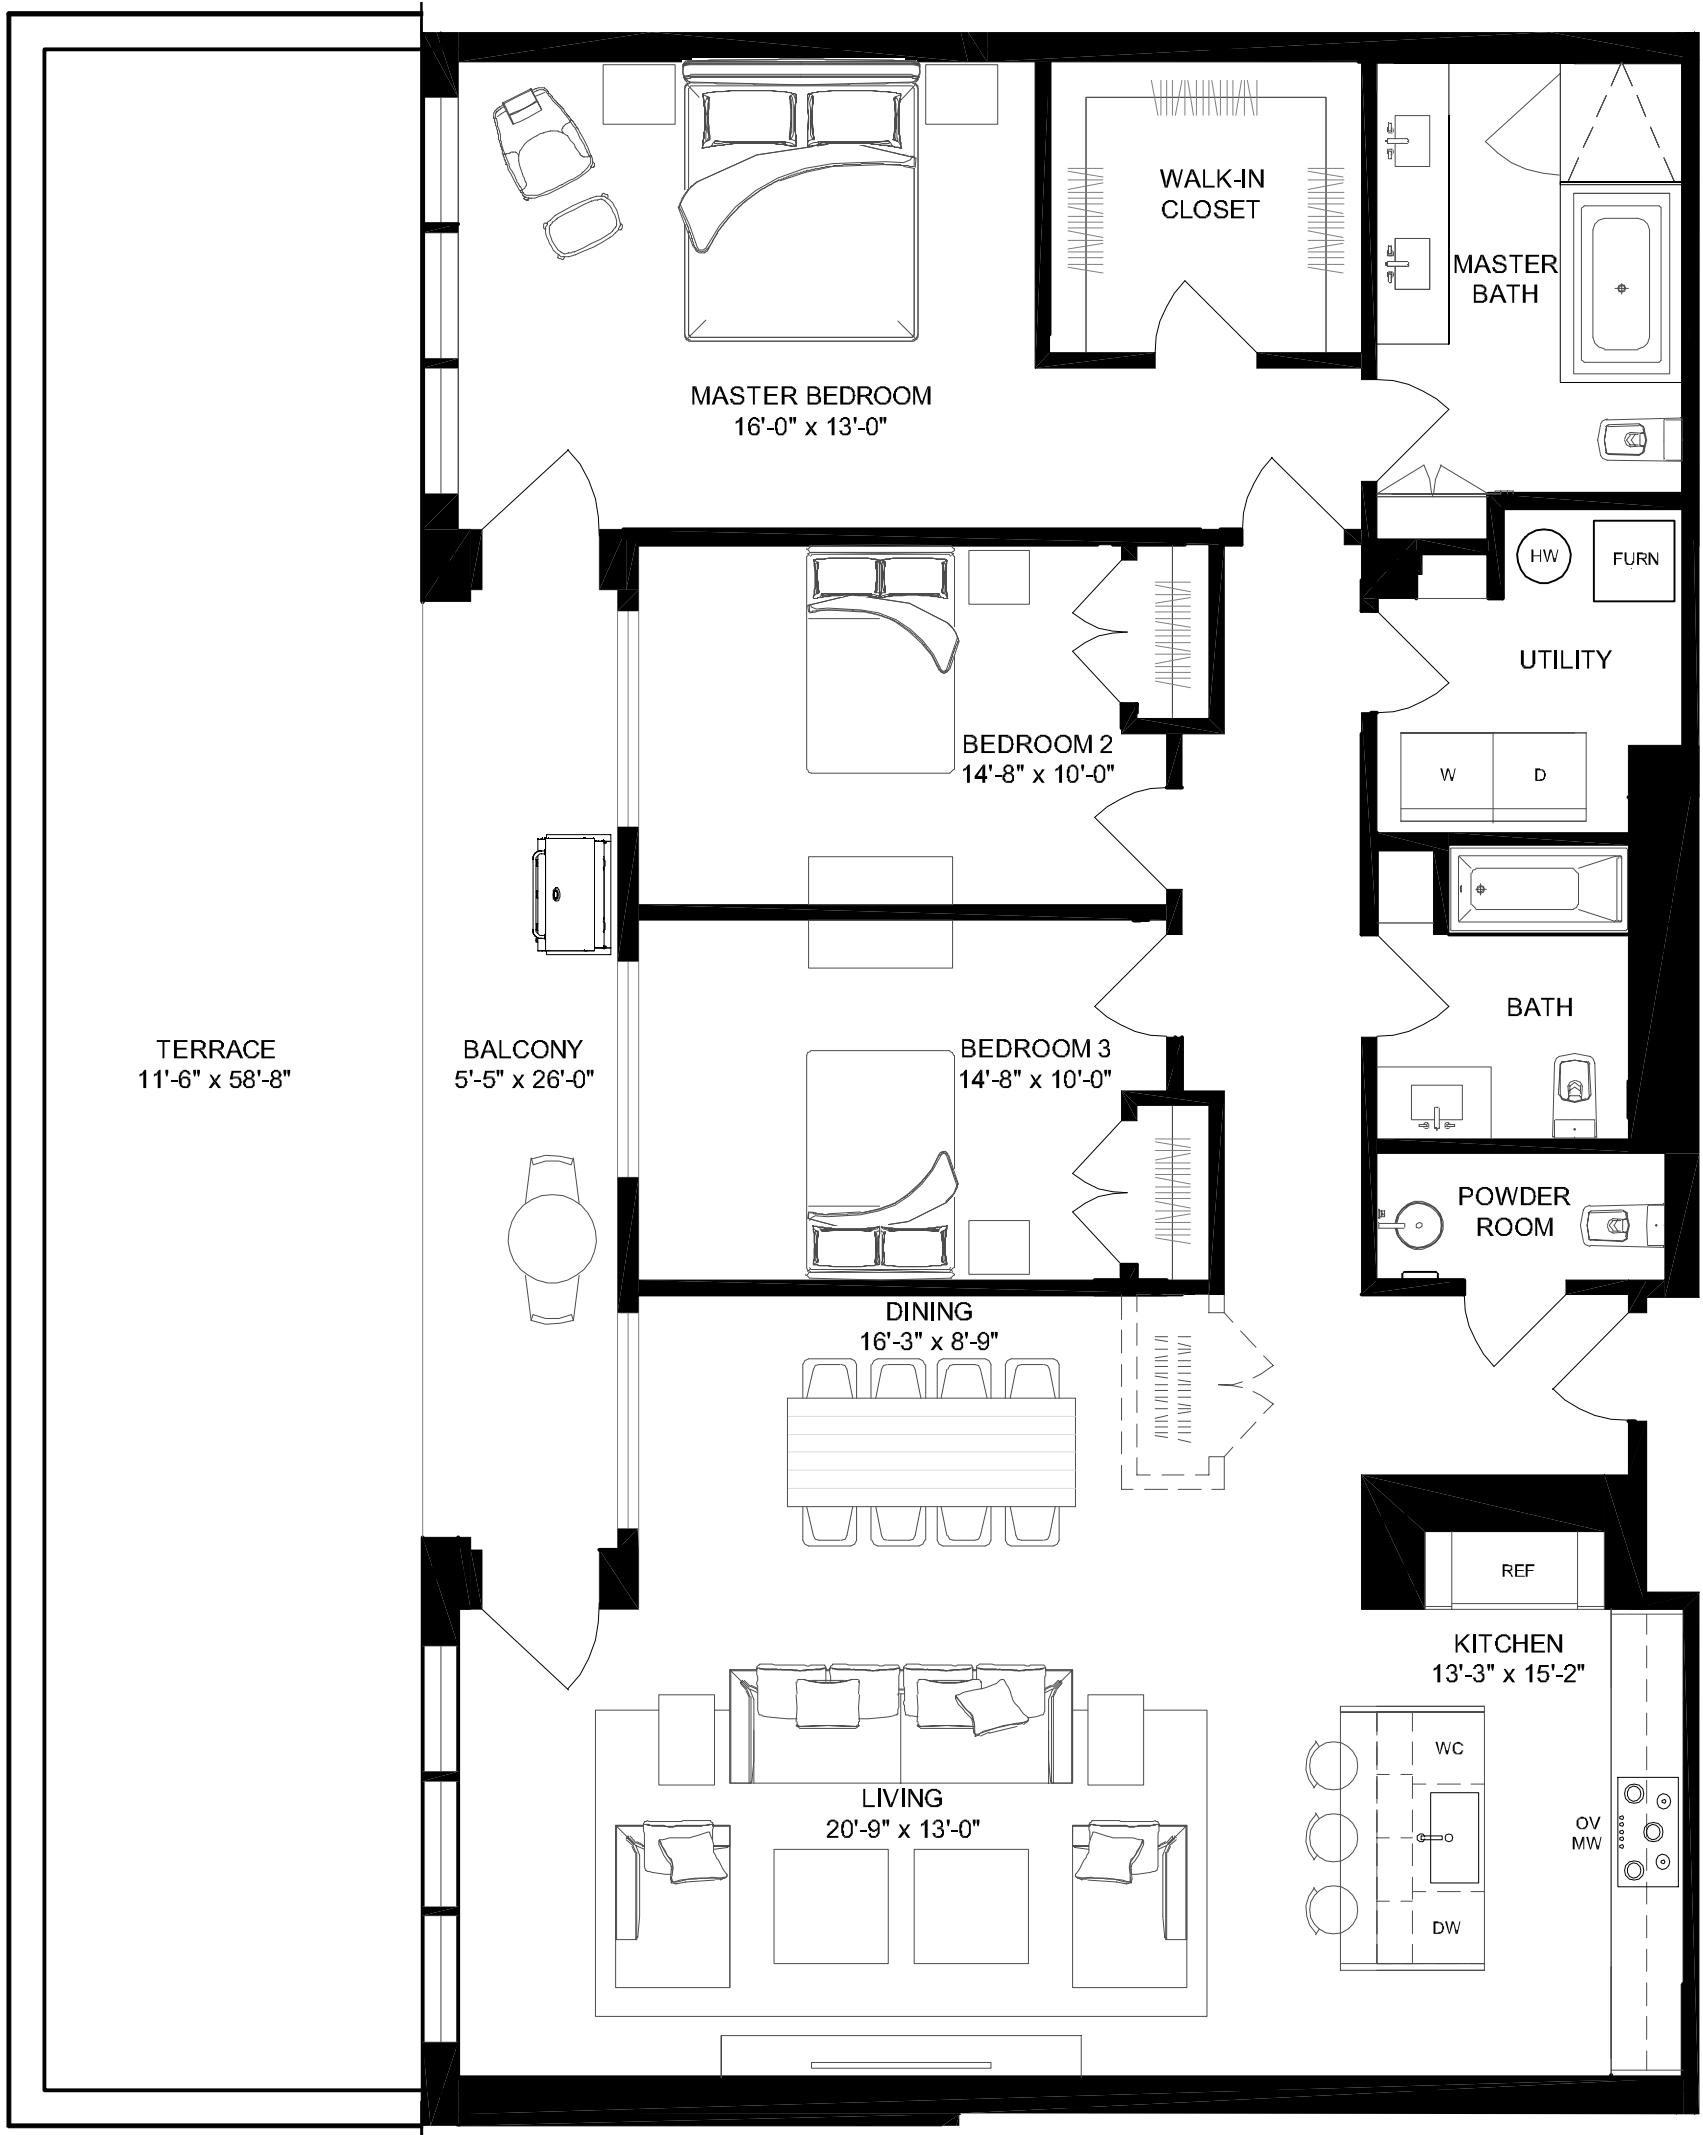 WALK-IN
CLOSET
MASTER
BATH
MASTER BEDROOM
16'-0" x 13'-0"
HW
FURN
UTILITY
W
D
BEDROOM 2
14'-8" x 10'-0"
BATH
TERRACE
11'-6" x 58'-8"
BALCONY
5'-5" x 26'-0"
BEDROOM 3
14'-8" x 10'-0"
POWDER
ROOM
DINING
16'-3" x 8'-9"
REF
KITCHEN
13'-3" x 15'-2"
WC
LIVING
20'-9" x 13'-0"
OV
MW
DW